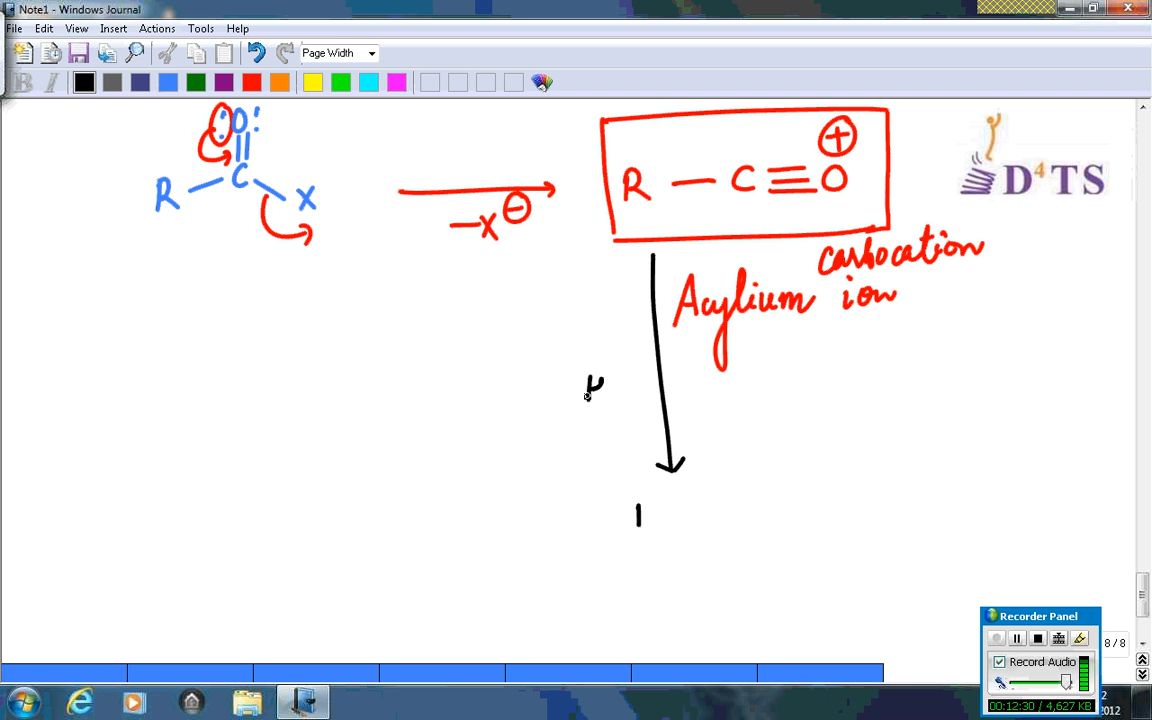 Note1 - Windows Journal
File Edit View Insert Actions Tools Help
Page Width
B I
:O:
R C X
-X⊖
R — C ≡ O ⊕
D4TS
carbocation
Acylium ion
Recorder Panel
Record Audio
00:12:30 / 4,627 KB
8 / 8
2012